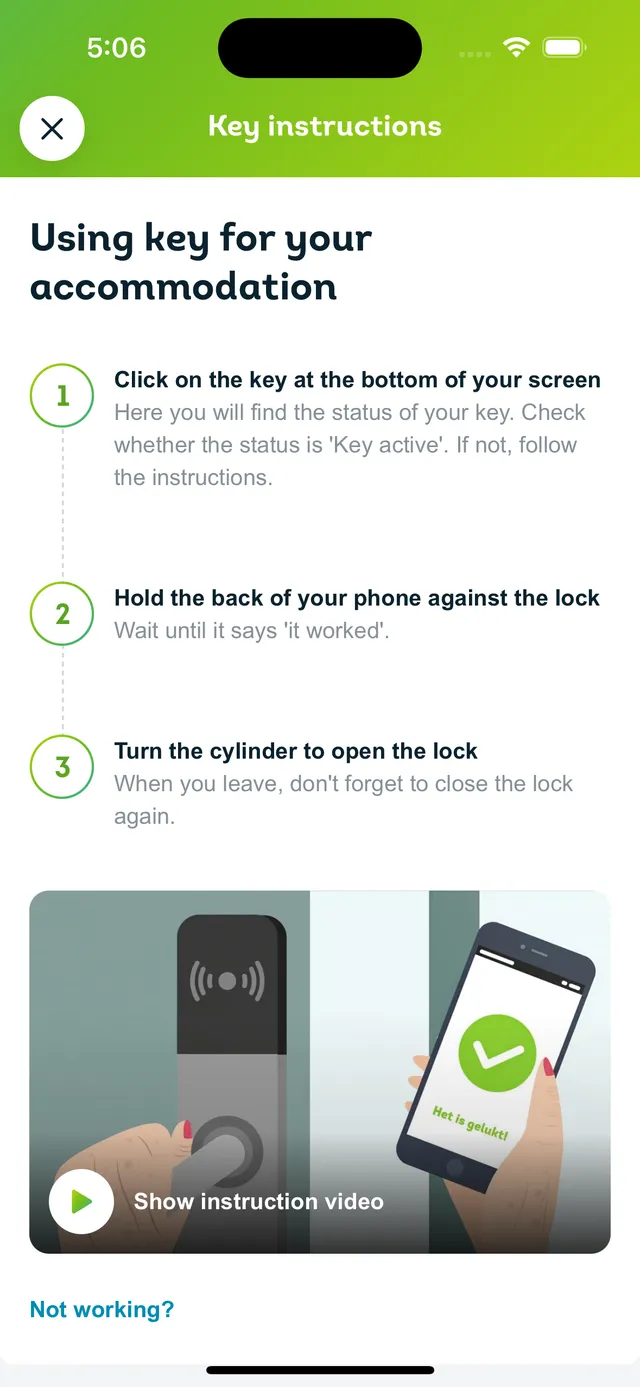 5:06
Key instructions
Using key for your
accommodation
1
Click on the key at the bottom of your screen
Here you will find the status of your key. Check
whether the status is 'Key active'. If not, follow
the instructions.
2
Hold the back of your phone against the lock
Wait until it says 'it worked'.
3
Turn the cylinder to open the lock
When you leave, don't forget to close the lock
again.
Het is gelukt!
Show instruction video
Not working?